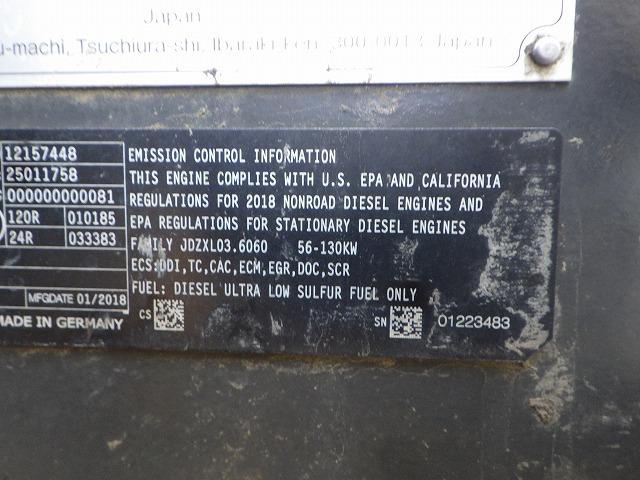 Japan
u-machi, Tsuchiura-shi, Ibaraki-ken, 300-0013 Japan
12157448
25011758
000000000081
120R 010185
24R 033383
MFGDATE 01/2018
MADE IN GERMANY
EMISSION CONTROL INFORMATION
THIS ENGINE COMPLIES WITH U.S. EPA AND CALIFORNIA
REGULATIONS FOR 2018 NONROAD DIESEL ENGINES AND
EPA REGULATIONS FOR STATIONARY DIESEL ENGINES
FAMILY JDZXL03.6060 56-130KW
ECS:DDI,TC,CAC,ECM,EGR,DOC,SCR
FUEL: DIESEL ULTRA LOW SULFUR FUEL ONLY
CS SN 01223483